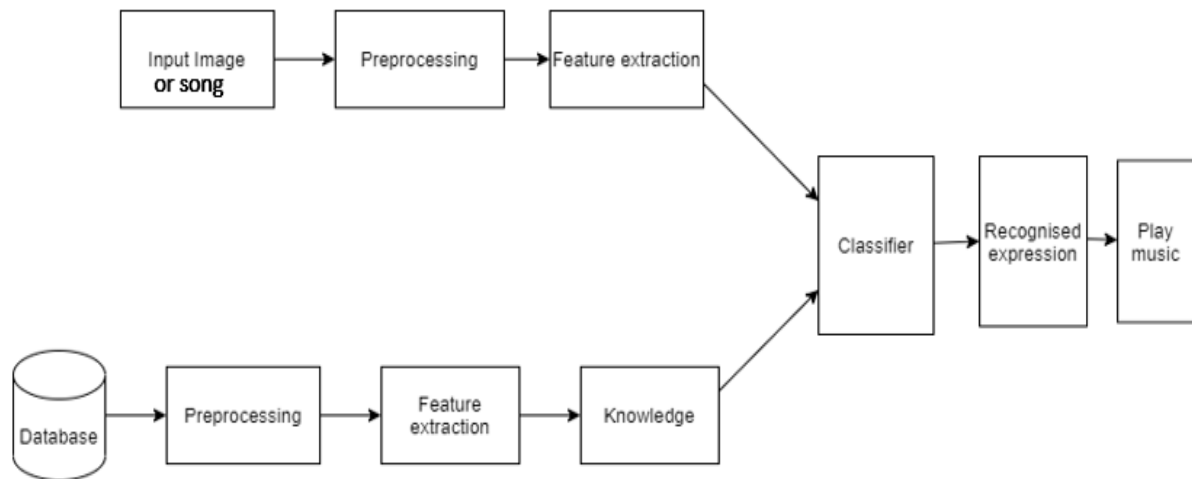 Input Image
or song
Preprocessing
Feature extraction
Classifier
Recognised
expression
Play
music
Database
Preprocessing
Feature
extraction
Knowledge